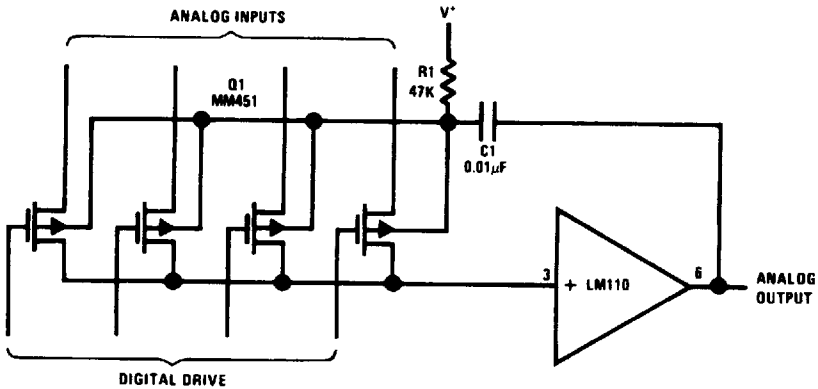 ANALOG INPUTS
V+
R1
47K
Q1
MM451
C1
0.01μF
3
+ LM110
6
ANALOG
OUTPUT
DIGITAL DRIVE